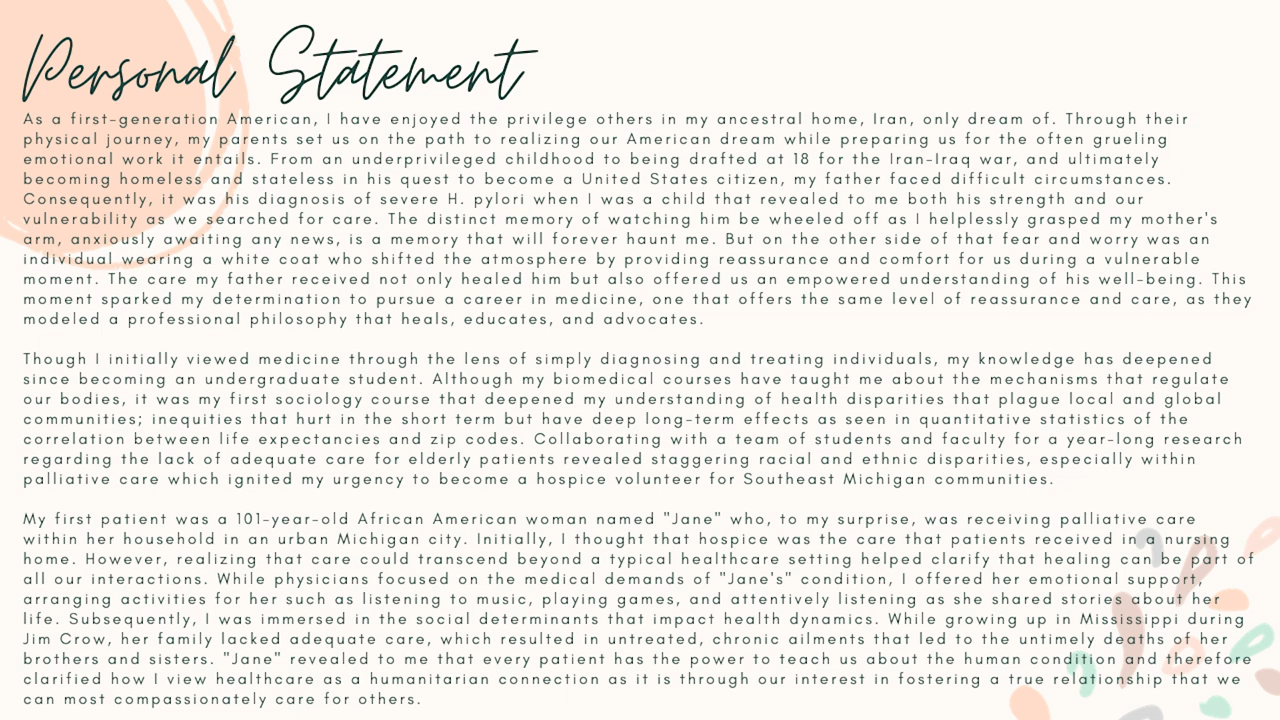 Personal Statement
As a first-generation American, I have enjoyed the privilege others in my ancestral home, Iran, only dream of. Through their
physical journey, my parents set us on the path to realizing our American dream while preparing us for the often grueling
emotional work it entails. From an underprivileged childhood to being drafted at 18 for the Iran-Iraq war, and ultimately
becoming homeless and stateless in his quest to become a United States citizen, my father faced difficult circumstances.
Consequently, it was his diagnosis of severe H. pylori when I was a child that revealed to me both his strength and our
vulnerability as we searched for care. The distinct memory of watching him be wheeled off as I helplessly grasped my mother's
arm, anxiously awaiting any news, is a memory that will forever haunt me. But on the other side of that fear and worry was an
individual wearing a white coat who shifted the atmosphere by providing reassurance and comfort for us during a vulnerable
moment. The care my father received not only healed him but also offered us an empowered understanding of his well-being. This
moment sparked my determination to pursue a career in medicine, one that offers the same level of reassurance and care, as they
modeled a professional philosophy that heals, educates, and advocates.
Though I initially viewed medicine through the lens of simply diagnosing and treating individuals, my knowledge has deepened
since becoming an undergraduate student. Although my biomedical courses have taught me about the mechanisms that regulate
our bodies, it was my first sociology course that deepened my understanding of health disparities that plague local and global
communities; inequities that hurt in the short term but have deep long-term effects as seen in quantitative statistics of the
correlation between life expectancies and zip codes. Collaborating with a team of students and faculty for a year-long research
regarding the lack of adequate care for elderly patients revealed staggering racial and ethnic disparities, especially within
palliative care which ignited my urgency to become a hospice volunteer for Southeast Michigan communities.
My first patient was a 101-year-old African American woman named "Jane" who, to my surprise, was receiving palliative care
within her household in an urban Michigan city. Initially, I thought that hospice was the care that patients received in a nursing
home. However, realizing that care could transcend beyond a typical healthcare setting helped clarify that healing can be part of
all our interactions. While physicians focused on the medical demands of "Jane's" condition, I offered her emotional support,
arranging activities for her such as listening to music, playing games, and attentively listening as she shared stories about her
life. Subsequently, I was immersed in the social determinants that impact health dynamics. While growing up in Mississippi during
Jim Crow, her family lacked adequate care, which resulted in untreated, chronic ailments that led to the untimely deaths of her
brothers and sisters. "Jane" revealed to me that every patient has the power to teach us about the human condition and therefore
clarified how I view healthcare as a humanitarian connection as it is through our interest in fostering a true relationship that we
can most compassionately care for others.